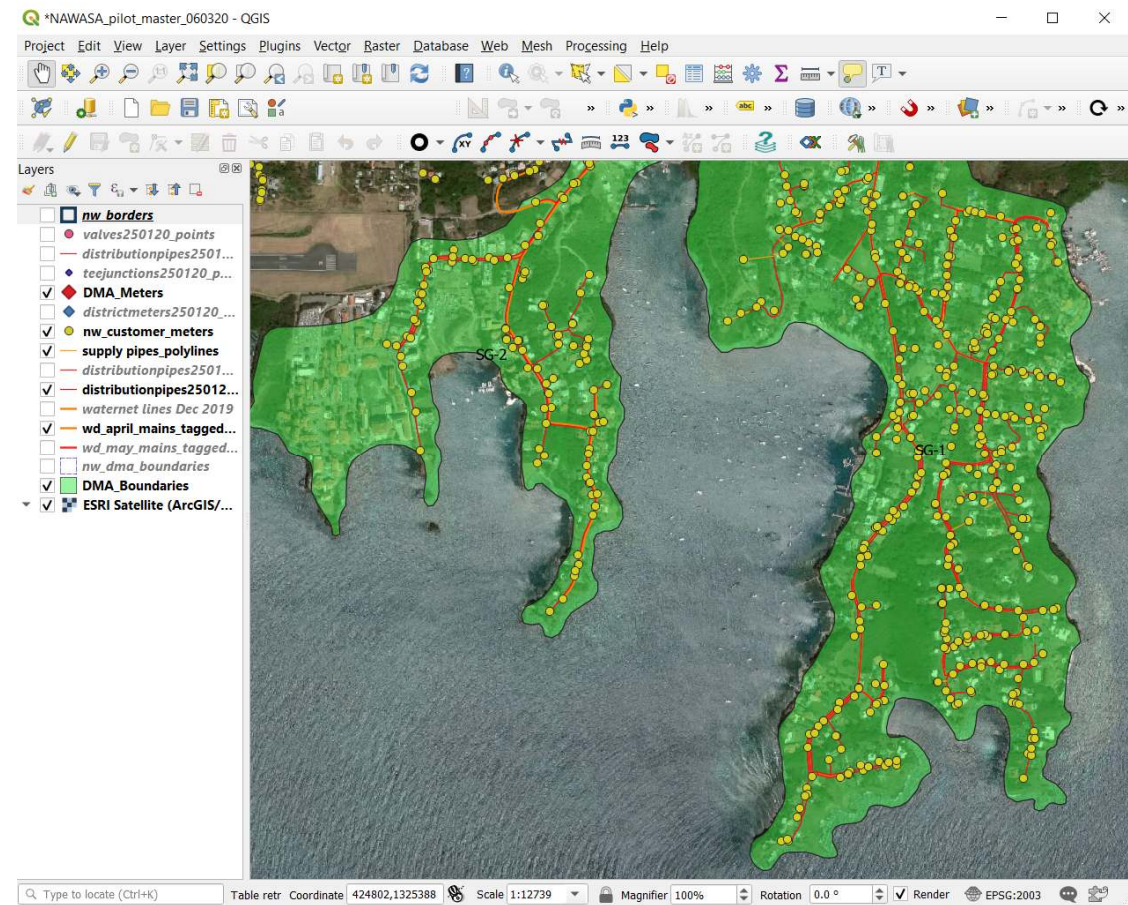 *NAWASA_pilot_master_060320 - QGIS
Project Edit View Layer Settings Plugins Vector Raster Database Web Mesh Processing Help
Layers
nw_borders
valves250120_points
distributionpipes2501...
teejunctions250120_p...
DMA_Meters
districtmeters250120_...
nw_customer_meters
supply pipes_polylines
distributionpipes2501...
distributionpipes25012...
waternet lines Dec 2019
wd_april_mains_tagged...
wd_may_mains_tagged...
nw_dma_boundaries
DMA_Boundaries
ESRI Satellite (ArcGIS/...
SG-2
SG-1
Type to locate (Ctrl+K) Table retr Coordinate 424802,1325388 Scale 1:12739 Magnifier 100% Rotation 0.0 ° Render EPSG:2003